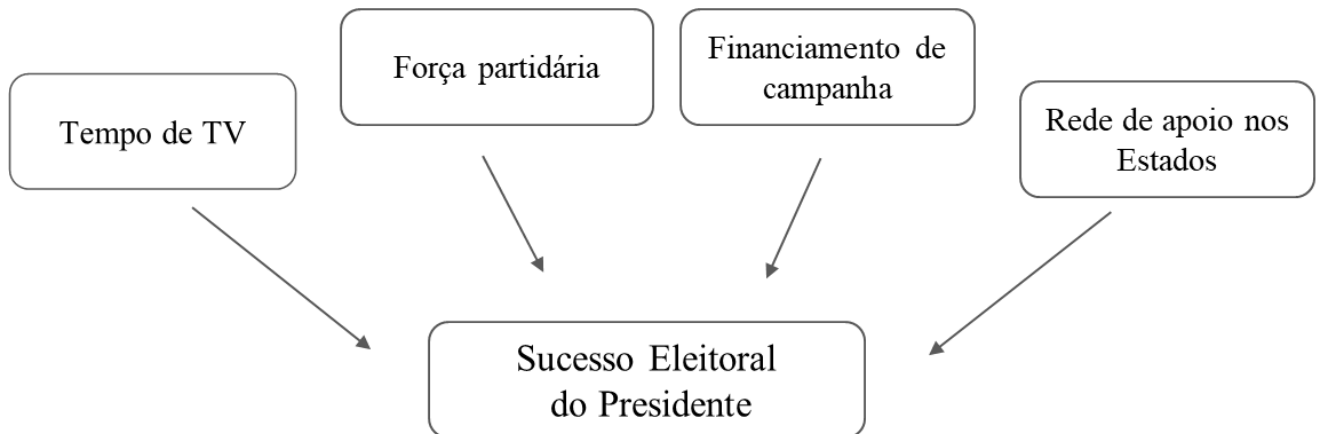 Tempo de TV
Força partidária
Financiamento de
campanha
Rede de apoio nos
Estados
Sucesso Eleitoral
do Presidente